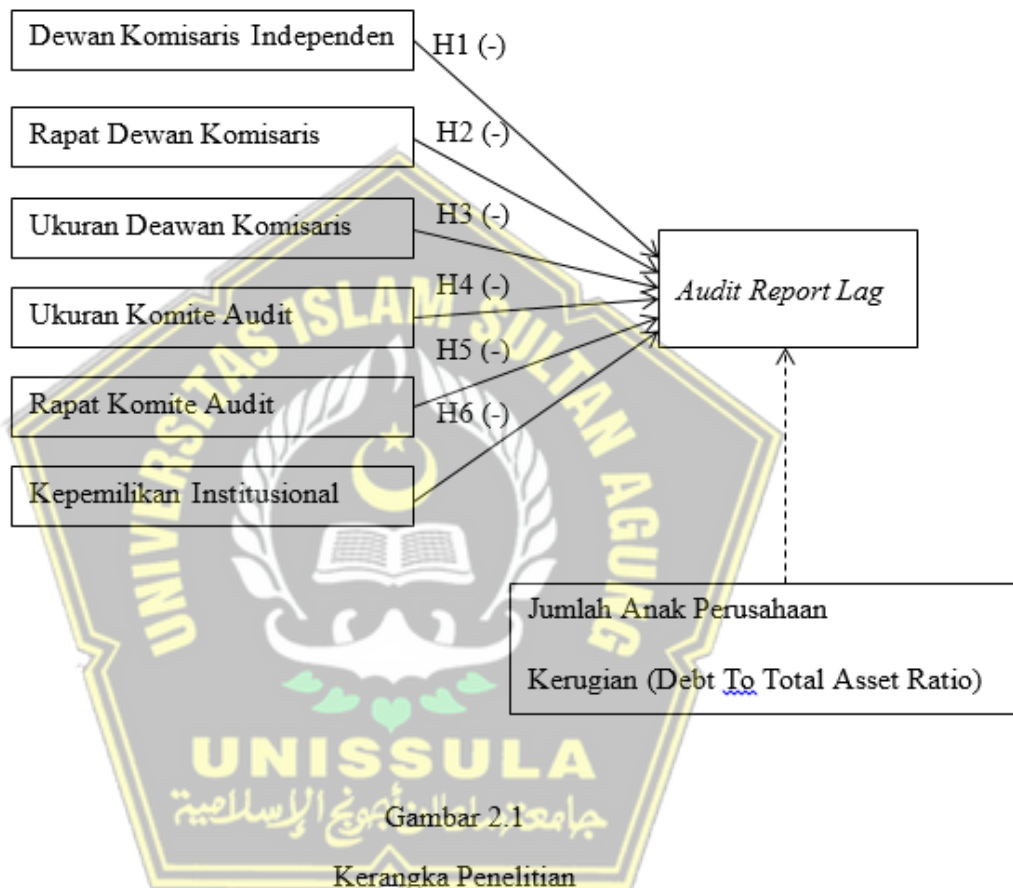 Dewan Komisaris Independen
H1 (-)
Rapat Dewan Komisaris
H2 (-)
Ukuran Deawan Komisaris
H3 (-)
Audit Report Lag
Ukuran Komite Audit
H4 (-)
Rapat Komite Audit
H5 (-)
Kepemilikan Institusional
H6 (-)
UNIVERSITAS ISLAM SULTAN AGUNG
Jumlah Anak Perusahaan
Kerugian (Debt To Total Asset Ratio)
UNISSULA
جامعة سلطان أجونج الإسلامية
Gambar 2.1
Kerangka Penelitian